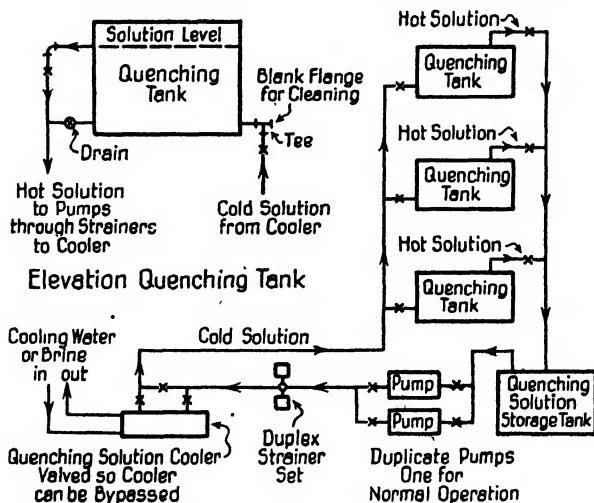 Solution Level
Quenching
Tank
Drain
Blank Flange
for Cleaning
Tee
Hot Solution
to Pumps
through Strainers
to Cooler
Cold Solution
from Cooler
Elevation Quenching Tank
Hot Solution
Quenching
Tank
Hot Solution
Quenching
Tank
Hot Solution
Quenching
Tank
Cold Solution
Cooling Water
or Brine
in out
Quenching Solution Cooler
Valved so Cooler
can be Bypassed
Duplex
Strainer
Set
Pump
Pump
Duplicate Pumps
One for
Normal Operation
Quenching
Solution
Storage Tank